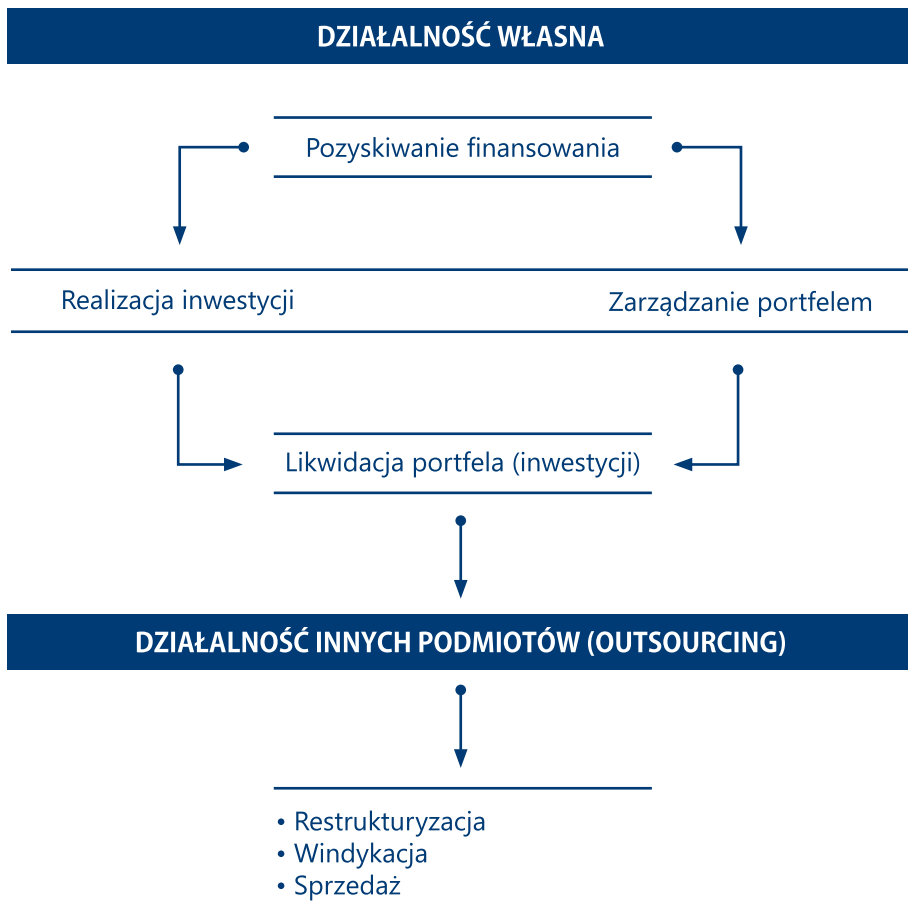 DZIAŁALNOŚĆ WŁASNA
Pozyskiwanie finansowania
Realizacja inwestycji
Zarządzanie portfelem
Likwidacja portfela (inwestycji)
DZIAŁALNOŚĆ INNYCH PODMIOTÓW (OUTSOURCING)
• Restrukturyzacja
• Windykacja
• Sprzedaż